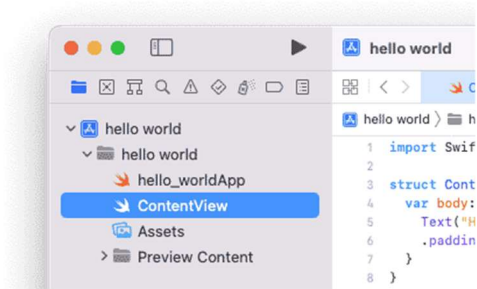 hello world
hello world
hello world
hello_worldApp
ContentView
Assets
Preview Content
hello world
1 import Swif
2
3 struct Cont
4 var body:
5 Text("H
6 .paddin
7 }
8 }